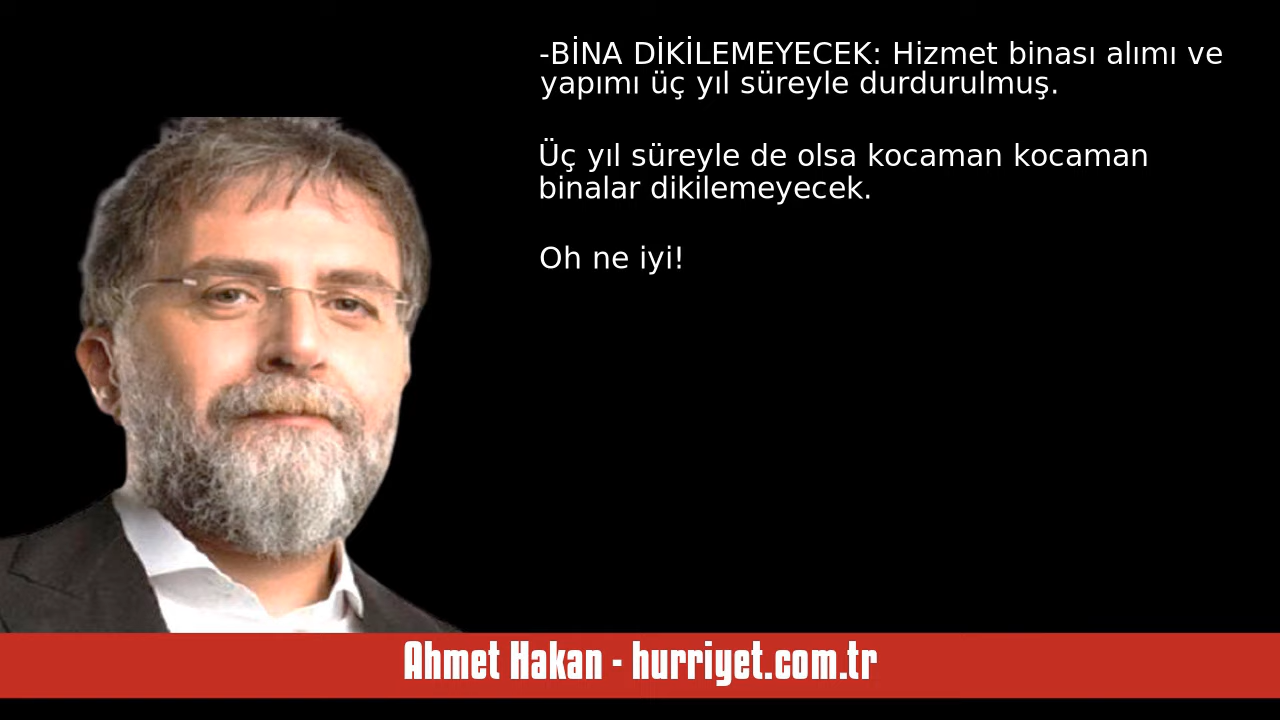 -BİNA DİKİLEMEYECEK: Hizmet binası alımı ve
yapımı üç yıl süreyle durdurulmuş.
Üç yıl süreyle de olsa kocaman kocaman
binalar dikilemeyecek.
Oh ne iyi!
Ahmet Hakan - hurriyet.com.tr